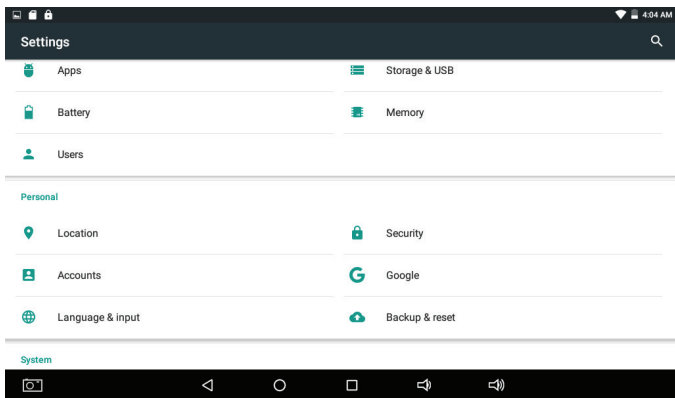 4:04 AM
Settings
Apps
Storage & USB
Battery
Memory
Users
Personal
Location
Security
Accounts
Google
Language & input
Backup & reset
System